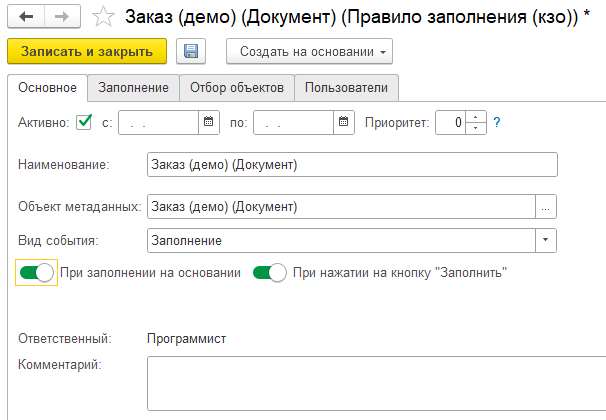 Заказ (демо) (Документ) (Правило заполнения (кзо)) *
Записать и закрыть Создать на основании
Основное Заполнение Отбор объектов Пользователи
Активно: с: . . по: . . Приоритет: 0 ?
Наименование: Заказ (демо) (Документ)
Объект метаданных: Заказ (демо) (Документ) ...
Вид события: Заполнение
При заполнении на основании При нажатии на кнопку "Заполнить"
Ответственный: Программист
Комментарий: